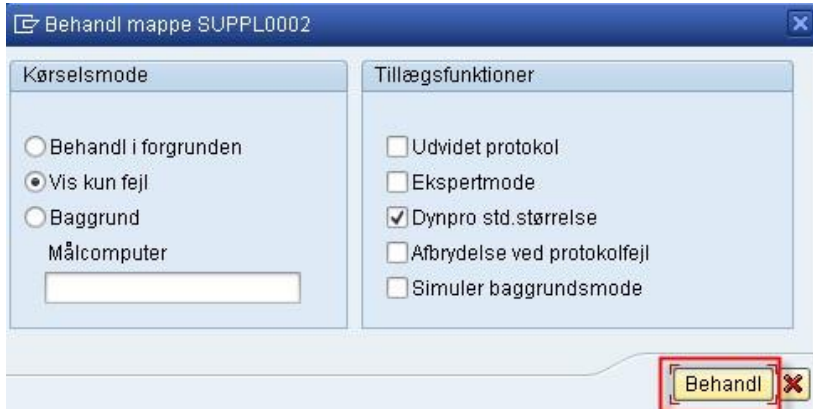 Behandl mappe SUPPL0002
Kørselsmode
Behandl i forgrunden
Vis kun fejl
Baggrund
Målcomputer
Tillægsfunktioner
Udvidet protokol
Ekspertmode
Dynpro std.størrelse
Afbrydelse ved protokolfejl
Simuler baggrundsmode
Behandl